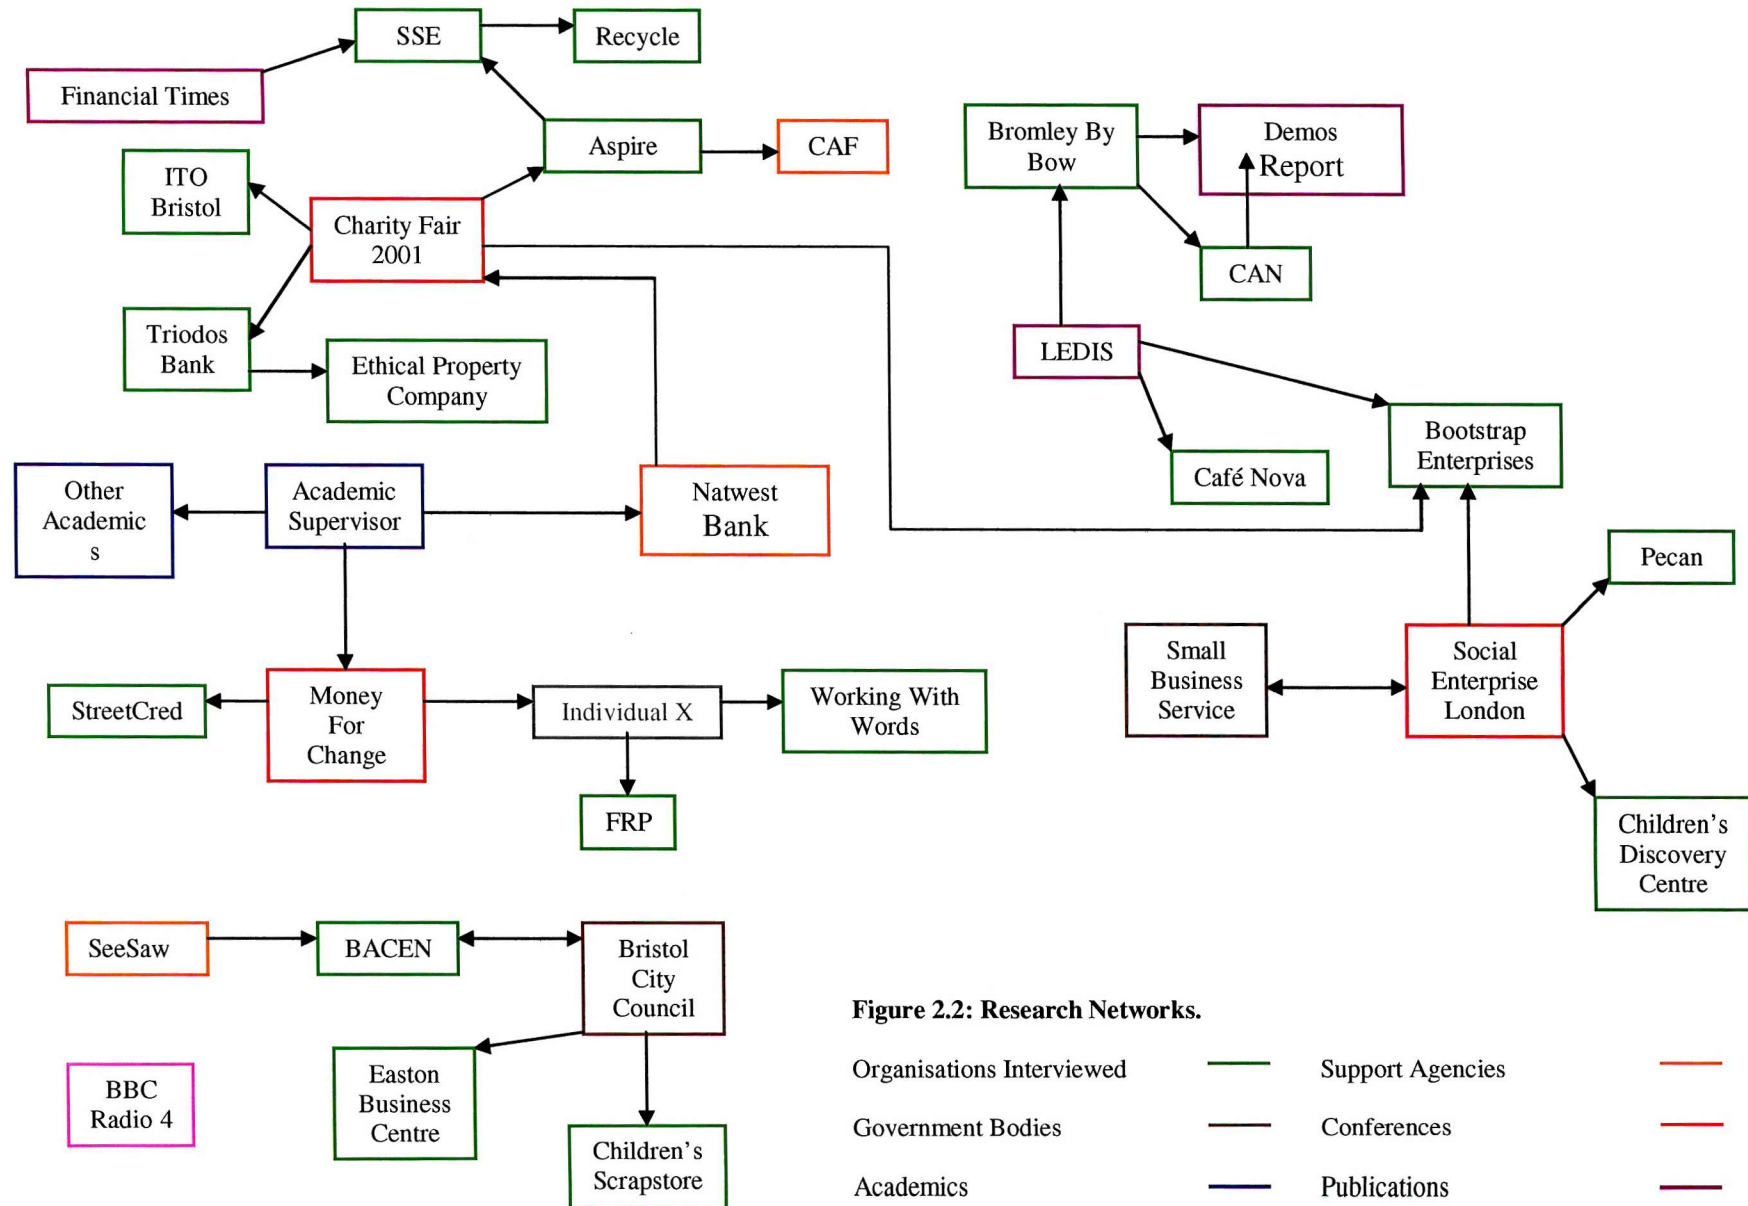 SSE
Recycle
Financial Times
Aspire
CAF
Bromley By
Bow
Demos
Report
ITO
Bristol
Charity Fair
2001
CAN
Triodos
Bank
Ethical Property
Company
LEDIS
Bootstrap
Enterprises
Café Nova
Other
Academic
s
Academic
Supervisor
Natwest
Bank
Pecan
Small
Business
Service
Social
Enterprise
London
StreetCred
Money
For
Change
Individual X
Working With
Words
FRP
Children's
Discovery
Centre
SeeSaw
BACEN
Bristol
City
Council
BBC
Radio 4
Easton
Business
Centre
Children's
Scrapstore
Figure 2.2: Research Networks.
Organisations Interviewed
Support Agencies
Government Bodies
Conferences
Academics
Publications